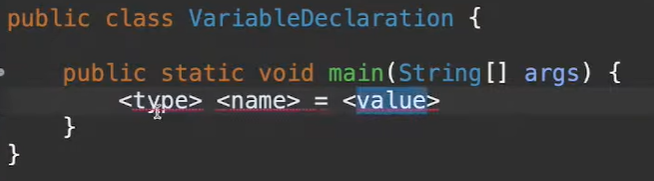 public class VariableDeclaration {
public static void main(String[] args) {
<type> <name> = <value>
}
}